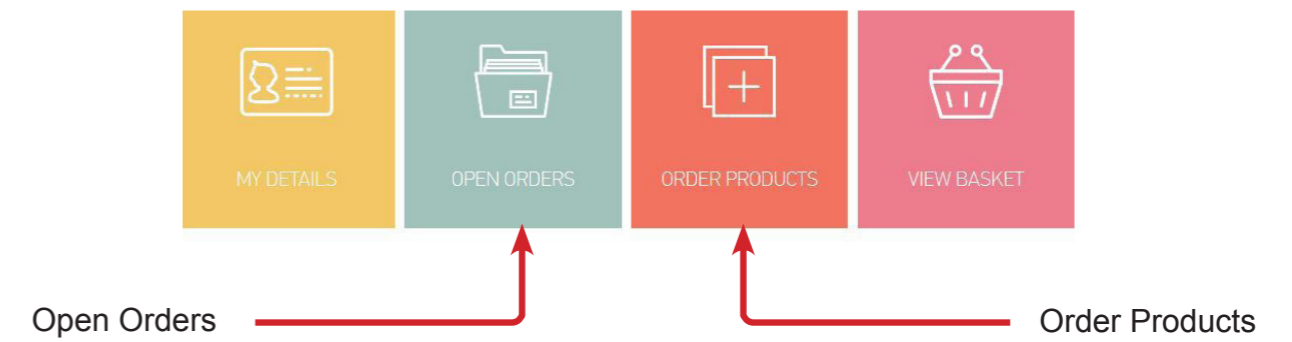 MY DETAILS
OPEN ORDERS
ORDER PRODUCTS
VIEW BASKET
Open Orders
Order Products